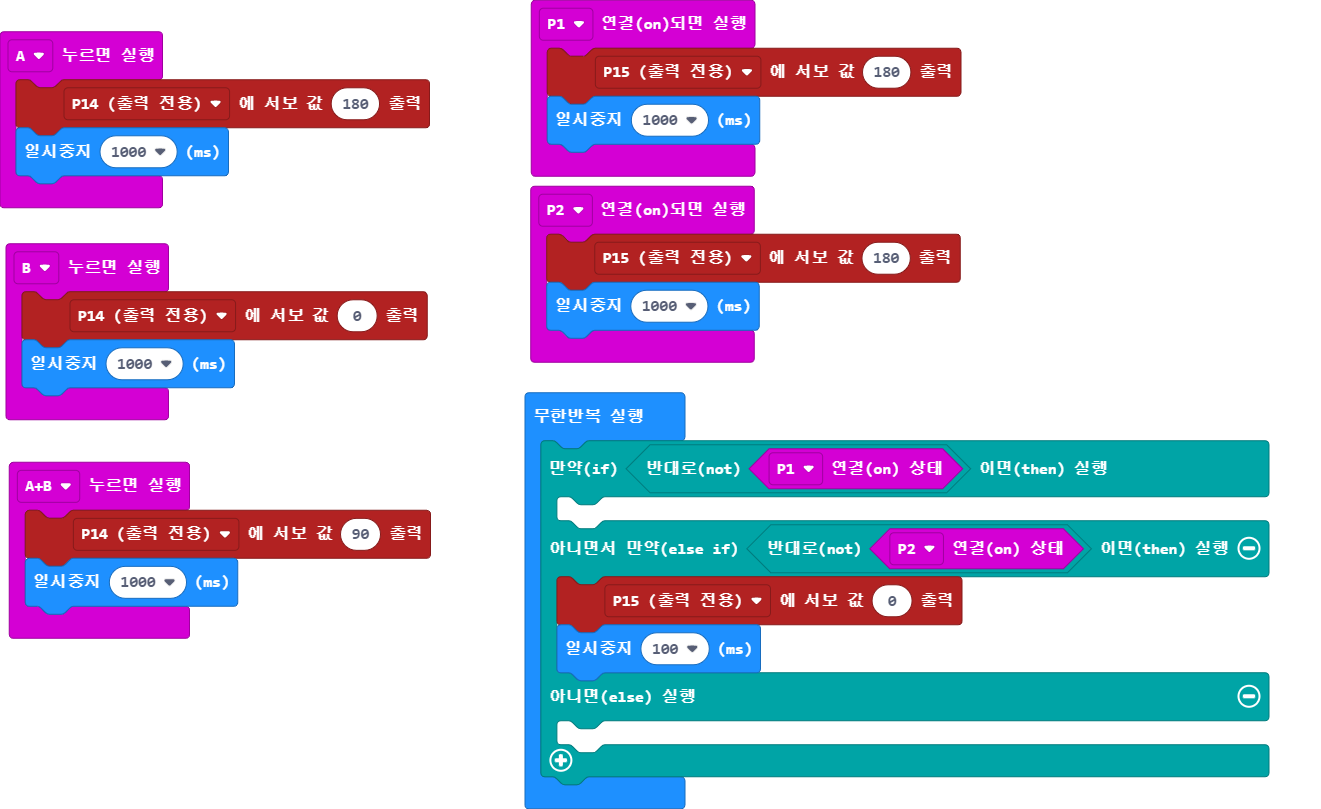 A 누르면 실행
P14 (출력 전용) 에 서보 값 180 출력
일시중지 1000 (ms)
B 누르면 실행
P14 (출력 전용) 에 서보 값 0 출력
일시중지 1000 (ms)
A+B 누르면 실행
P14 (출력 전용) 에 서보 값 90 출력
일시중지 1000 (ms)
P1 연결(on)되면 실행
P15 (출력 전용) 에 서보 값 180 출력
일시중지 1000 (ms)
P2 연결(on)되면 실행
P15 (출력 전용) 에 서보 값 180 출력
일시중지 1000 (ms)
무한반복 실행
만약(if) 반대로(not) P1 연결(on) 상태 이면(then) 실행
아니면서 만약(else if) 반대로(not) P2 연결(on) 상태 이면(then) 실행
P15 (출력 전용) 에 서보 값 0 출력
일시중지 100 (ms)
아니면(else) 실행